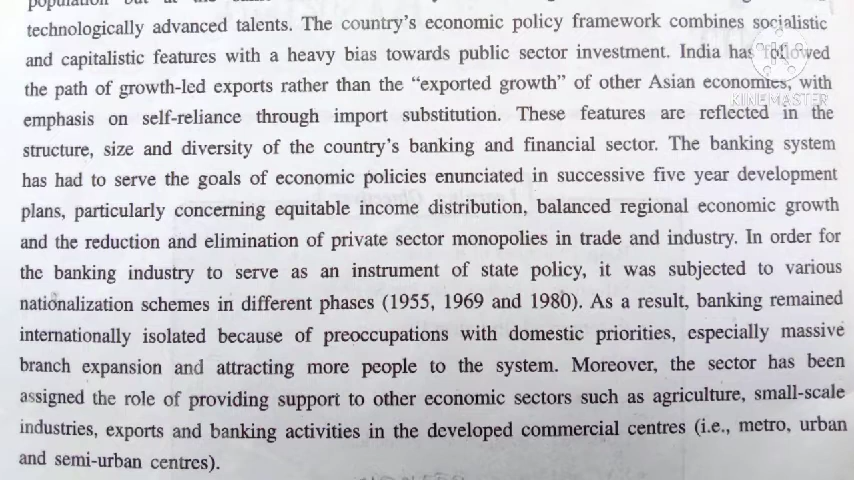 technologically advanced talents. The country's economic policy framework combines socialistic
and capitalistic features with a heavy bias towards public sector investment. India has followed
the path of growth-led exports rather than the "exported growth" of other Asian economies, with
KINEMASTER
emphasis on self-reliance through import substitution. These features are reflected in the
structure, size and diversity of the country's banking and financial sector. The banking system
has had to serve the goals of economic policies enunciated in successive five year development
plans, particularly concerning equitable income distribution, balanced regional economic growth
and the reduction and elimination of private sector monopolies in trade and industry. In order for
the banking industry to serve as an instrument of state policy, it was subjected to various
nationalization schemes in different phases (1955, 1969 and 1980). As a result, banking remained
internationally isolated because of preoccupations with domestic priorities, especially massive
branch expansion and attracting more people to the system. Moreover, the sector has been
assigned the role of providing support to other economic sectors such as agriculture, small-scale
industries, exports and banking activities in the developed commercial centres (i.e., metro, urban
and semi-urban centres).